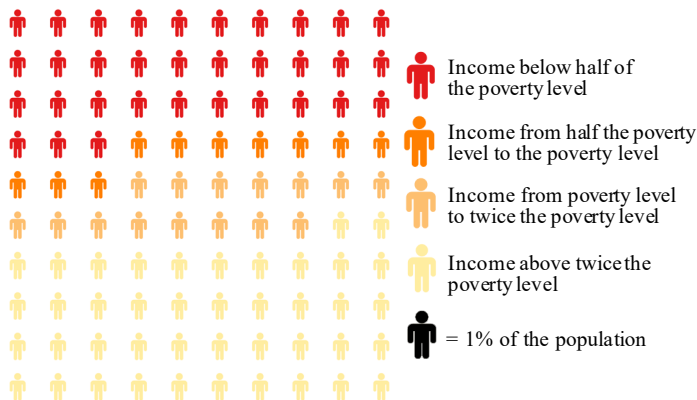 Income below half of
the poverty level
Income from half the poverty
level to the poverty level
Income from poverty level
to twice the poverty level
Income above twice the
poverty level
= 1% of the population